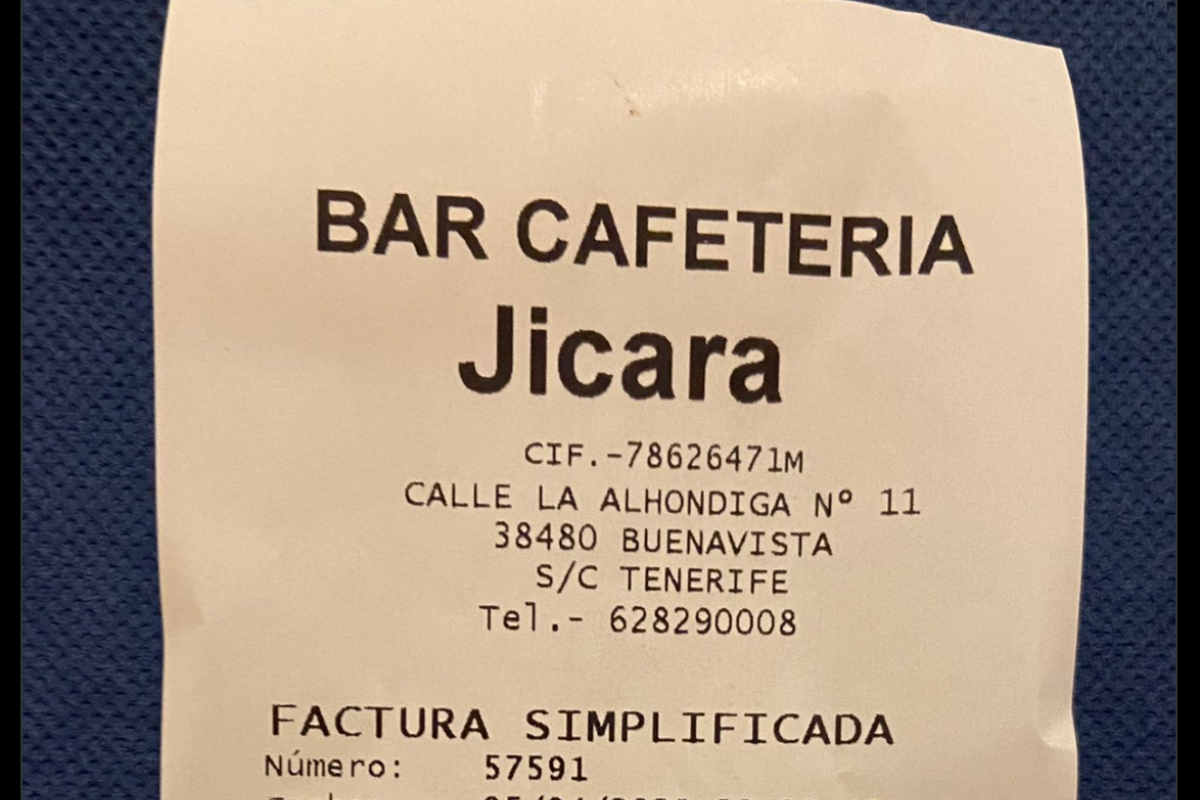 BAR CAFETERIA
Jicara
CIF.-78626471M
CALLE LA ALHONDIGA Nº 11
38480 BUENAVISTA
S/C TENERIFE
Tel.- 628290008
FACTURA SIMPLIFICADA
Número: 57591